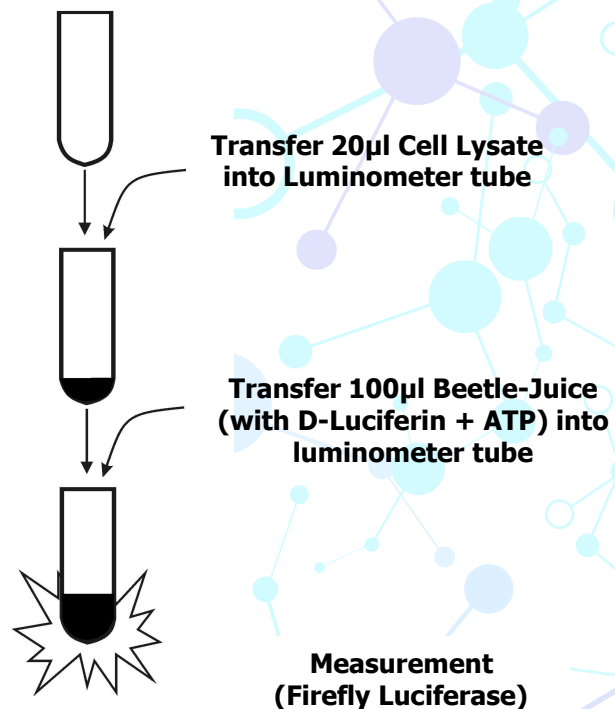 Transfer 20µl Cell Lysate
into Luminometer tube
Transfer 100µl Beetle-Juice
(with D-Luciferin + ATP) into
luminometer tube
Measurement
(Firefly Luciferase)